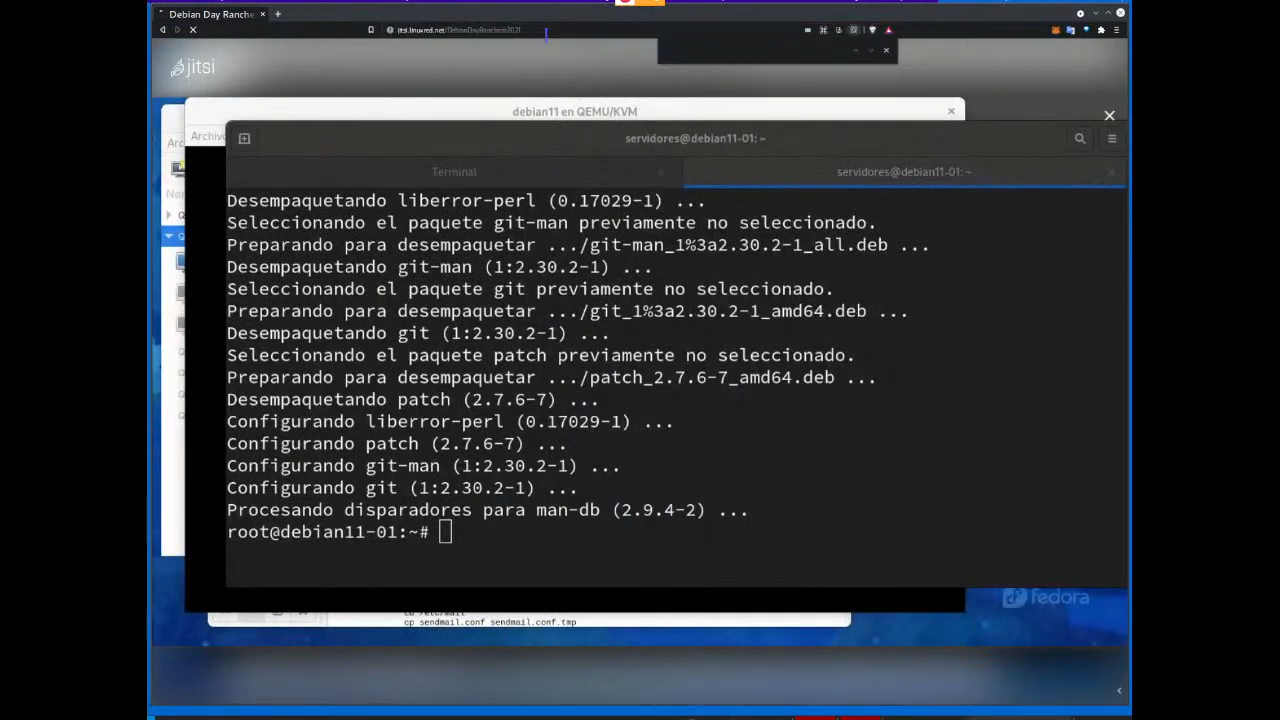 Debian Day Ranche
jitsi.linuxred.net/DebianDayRanchero2021
jitsi
debian11 en QEMU/KVM
Archivo
servidores@debian11-01: ~
Terminal
servidores@debian11-01: ~
Desempaquetando liberror-perl (0.17029-1) ...
Seleccionando el paquete git-man previamente no seleccionado.
Preparando para desempaquetar .../git-man_1%3a2.30.2-1_all.deb ...
Desempaquetando git-man (1:2.30.2-1) ...
Seleccionando el paquete git previamente no seleccionado.
Preparando para desempaquetar .../git_1%3a2.30.2-1_amd64.deb ...
Desempaquetando git (1:2.30.2-1) ...
Seleccionando el paquete patch previamente no seleccionado.
Preparando para desempaquetar .../patch_2.7.6-7_amd64.deb ...
Desempaquetando patch (2.7.6-7) ...
Configurando liberror-perl (0.17029-1) ...
Configurando patch (2.7.6-7) ...
Configurando git-man (1:2.30.2-1) ...
Configurando git (1:2.30.2-1) ...
Procesando disparadores para man-db (2.9.4-2) ...
root@debian11-01:~#
fedora
cp sendmail.conf sendmail.conf.tmp